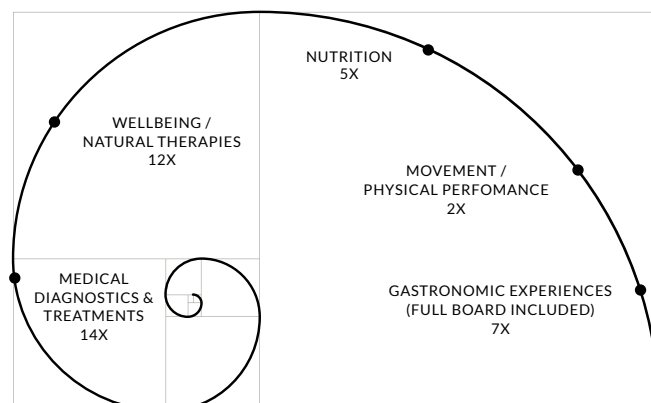 NUTRITION
5X
WELLBEING /
NATURAL THERAPIES
12X
MOVEMENT /
PHYSICAL PERFOMANCE
2X
MEDICAL
DIAGNOSTICS &
TREATMENTS
14X
GASTRONOMIC EXPERIENCES
(FULL BOARD INCLUDED)
7X